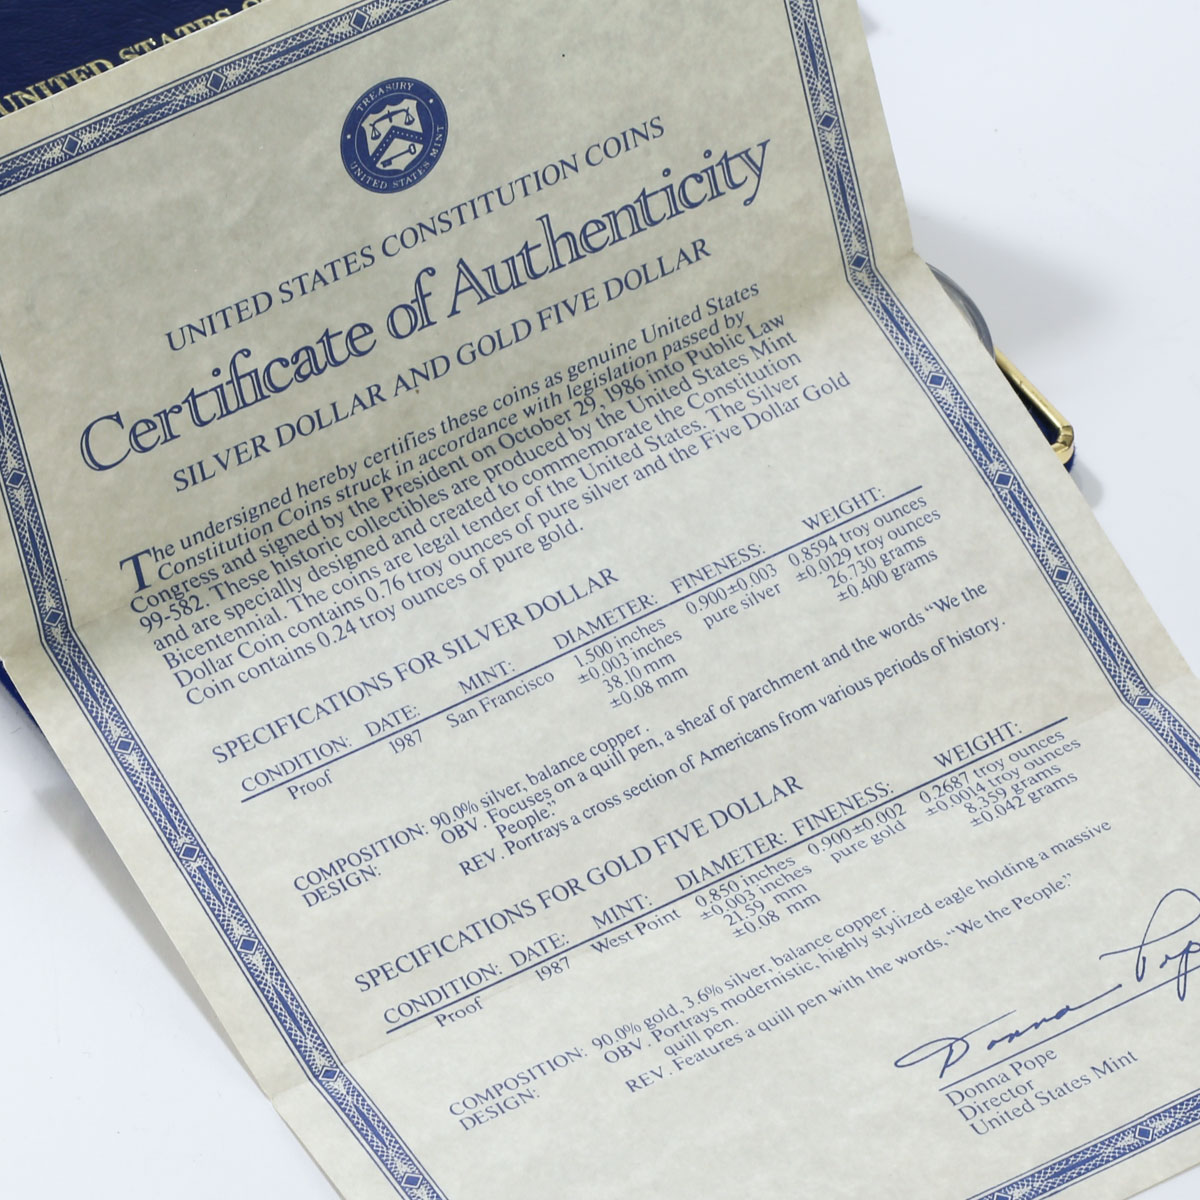 UNITED STATES O
TREASURY
UNITED STATES MINT
UNITED STATES CONSTITUTION COINS
Certificate of Authenticity
SILVER DOLLAR AND GOLD FIVE DOLLAR
The undersigned hereby certifies these coins as genuine United States
Constitution Coins struck in accordance with legislation passed by
Congress and signed by the President on October 29, 1986 into Public Law
99-582. These historic collectibles are produced by the United States Mint
and are specially designed and created to commemorate the Constitution
Bicentennial. The coins are legal tender of the United States. The Silver
Dollar Coin contains 0.76 troy ounces of pure silver and the Five Dollar Gold
Coin contains 0.24 troy ounces of pure gold.
SPECIFICATIONS FOR SILVER DOLLAR
CONDITION: DATE: MINT: DIAMETER: FINENESS: WEIGHT:
Proof 1987 San Francisco 1.500 inches 0.900±0.003 0.8594 troy ounces
±0.003 inches pure silver ±0.0129 troy ounces
38.10 mm 26.730 grams
±0.08 mm ±0.400 grams
COMPOSITION: 90.0% silver, balance copper.
DESIGN: OBV. Focuses on a quill pen, a sheaf of parchment and the words “We the
People.”
REV. Portrays a cross section of Americans from various periods of history.
SPECIFICATIONS FOR GOLD FIVE DOLLAR
CONDITION: DATE: MINT: DIAMETER: FINENESS: WEIGHT:
Proof 1987 West Point 0.850 inches 0.900±0.002 0.2687 troy ounces
±0.003 inches pure gold ±0.0014 troy ounces
21.59 mm 8.359 grams
±0.08 mm ±0.042 grams
COMPOSITION: 90.0% gold, 3.6% silver, balance copper.
DESIGN: OBV. Portrays modernistic, highly stylized eagle holding a massive
quill pen.
REV. Features a quill pen with the words, “We the People.”
Donna Pop
Donna Pope
Director
United States Mint